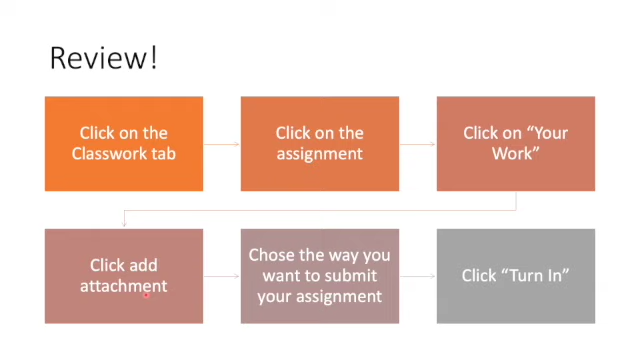 Review!
Click on the
Classwork tab
Click on the
assignment
Click on “Your
Work”
Click add
attachment
Chose the way you
want to submit
your assignment
Click “Turn In”